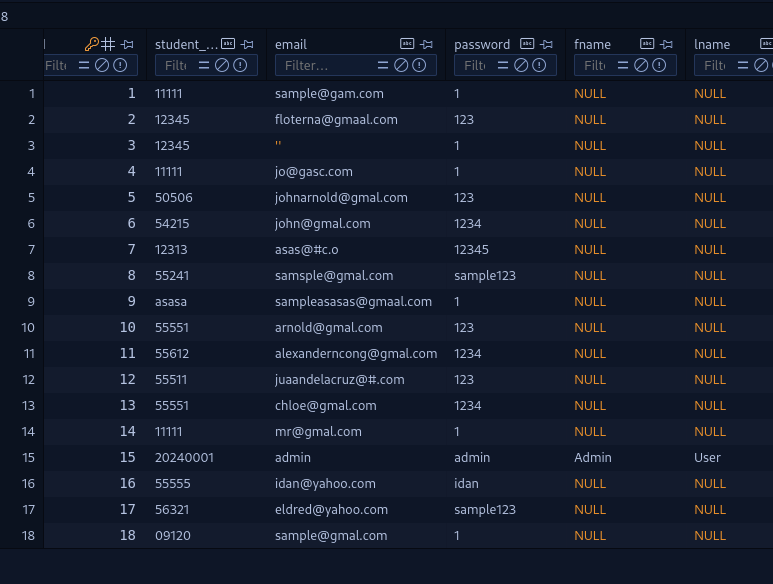 8
student_... email password fname lname
Filte Filte Filter... Filte Filte Filte
1 1 11111 sample@gam.com 1 NULL NULL
2 2 12345 floterna@gmaal.com 123 NULL NULL
3 3 12345 '' 1 NULL NULL
4 4 11111 jo@gasc.com 1 NULL NULL
5 5 50506 johnarnold@gmal.com 123 NULL NULL
6 6 54215 john@gmal.com 1234 NULL NULL
7 7 12313 asas@#c.o 12345 NULL NULL
8 8 55241 samsple@gmal.com sample123 NULL NULL
9 9 asasa sampleasasas@gmaal.com 1 NULL NULL
10 10 55551 arnold@gmal.com 123 NULL NULL
11 11 55612 alexanderncong@gmal.com 1234 NULL NULL
12 12 55511 juaandelacruz@#.com 123 NULL NULL
13 13 55551 chloe@gmal.com 1234 NULL NULL
14 14 11111 mr@gmal.com 1 NULL NULL
15 15 20240001 admin admin Admin User
16 16 55555 idan@yahoo.com idan NULL NULL
17 17 56321 eldred@yahoo.com sample123 NULL NULL
18 18 09120 sample@gmal.com 1 NULL NULL